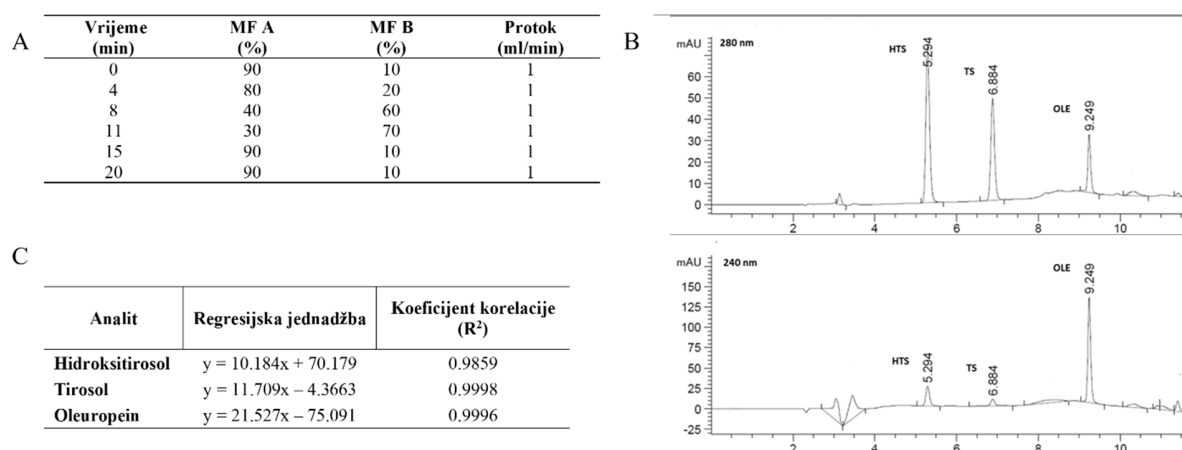 A
Vrijeme (min) MF A (%) MF B (%) Protok (ml/min)
0 90 10 1
4 80 20 1
8 40 60 1
11 30 70 1
15 90 10 1
20 90 10 1
B
mAU 280 nm
HTS 5.294
TS 6.884
OLE 9.249
60
50
40
30
20
10
0
2 4 6 8 10
mAU 240 nm
OLE 9.249
HTS 5.294
TS 6.884
150
125
100
75
50
25
0
-25
2 4 6 8 10
C
Analit Regresijska jednadžba Koeficijent korelacije (R²)
Hidroksitirosol y = 10.184x + 70.179 0.9859
Tirosol y = 11.709x – 4.3663 0.9998
Oleuropein y = 21.527x – 75.091 0.9996